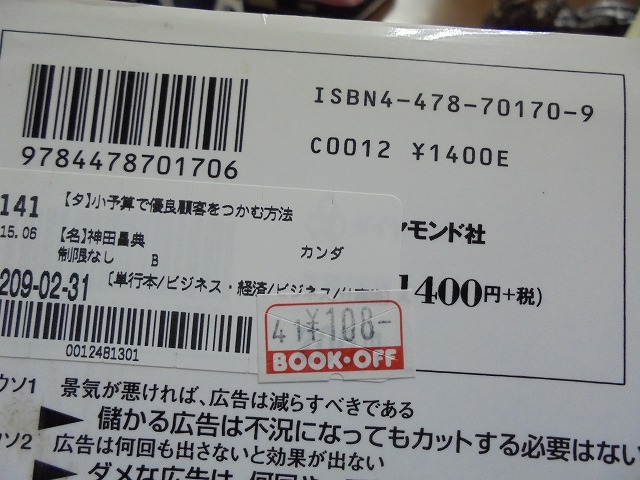 ISBN4-478-70170-9
9784478701706
C0012 ¥1400E
141 【タ】小予算で優良顧客をつかむ方法
15.06 【名】神田昌典 カンダ
制限なし B
モンド社
209-02-31 〔単行本/ビジネス・経済/ビジネス/
1400円+税)
41 ¥108-
BOOK・OFF
0012481301
ウソ1 景気が悪ければ、広告は減らすべきである
▶ 儲かる広告は不況になってもカットする必要はない
ウソ2 広告は何回も出さないと効果が出ない
▶ ダメな広告は、何回や